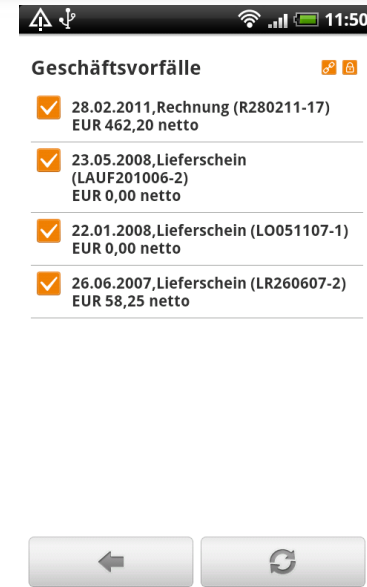 11:50
Geschäftsvorfälle
28.02.2011,Rechnung (R280211-17)
EUR 462,20 netto
23.05.2008,Lieferschein
(LAUF201006-2)
EUR 0,00 netto
22.01.2008,Lieferschein (LO051107-1)
EUR 0,00 netto
26.06.2007,Lieferschein (LR260607-2)
EUR 58,25 netto